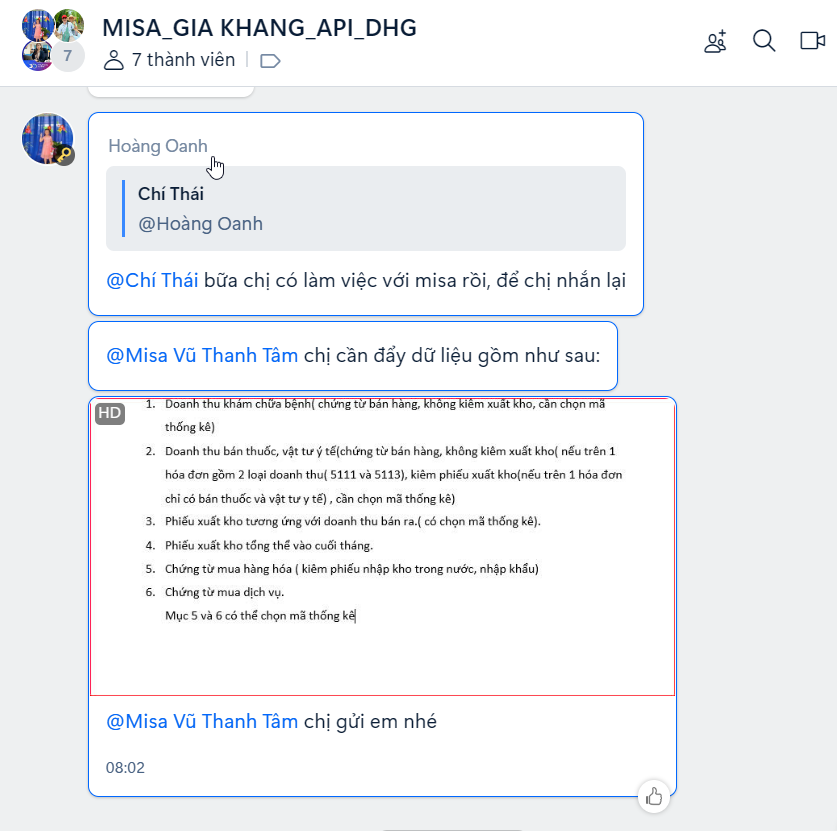 MISA_GIA KHANG_API_DHG
7
7 thành viên
Hoàng Oanh
Chí Thái
@Hoàng Oanh
@Chí Thái bữa chị có làm việc với misa rồi, để chị nhắn lại
@Misa Vũ Thanh Tâm chị cần đẩy dữ liệu gồm như sau:
HD
1. Doanh thu khám chữa bệnh( chứng từ bán hàng, không kiêm xuất kho, cần chọn mã
thống kê)
2. Doanh thu bán thuốc, vật tư ý tế(chứng từ bán hàng, không kiêm xuất kho( nếu trên 1
hóa đơn gồm 2 loại doanh thu( 5111 và 5113), kiêm phiếu xuất kho(nếu trên 1 hóa đơn
chỉ có bán thuốc và vật tư y tế) , cần chọn mã thống kê)
3. Phiếu xuất kho tương ứng với doanh thu bán ra.( có chọn mã thống kê).
4. Phiếu xuất kho tổng thể vào cuối tháng.
5. Chứng từ mua hàng hóa ( kiêm phiếu nhập kho trong nước, nhập khẩu)
6. Chứng từ mua dịch vụ.
Mục 5 và 6 có thể chọn mã thống kê
@Misa Vũ Thanh Tâm chị gửi em nhé
08:02